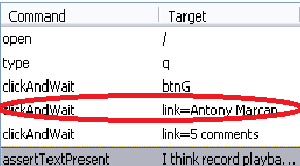 Command Target
open /
type q
clickAndWait btnG
clickAndWait link=Antony Marcan
clickAndWait link=5 comments
assertTextPresent I think record playba...